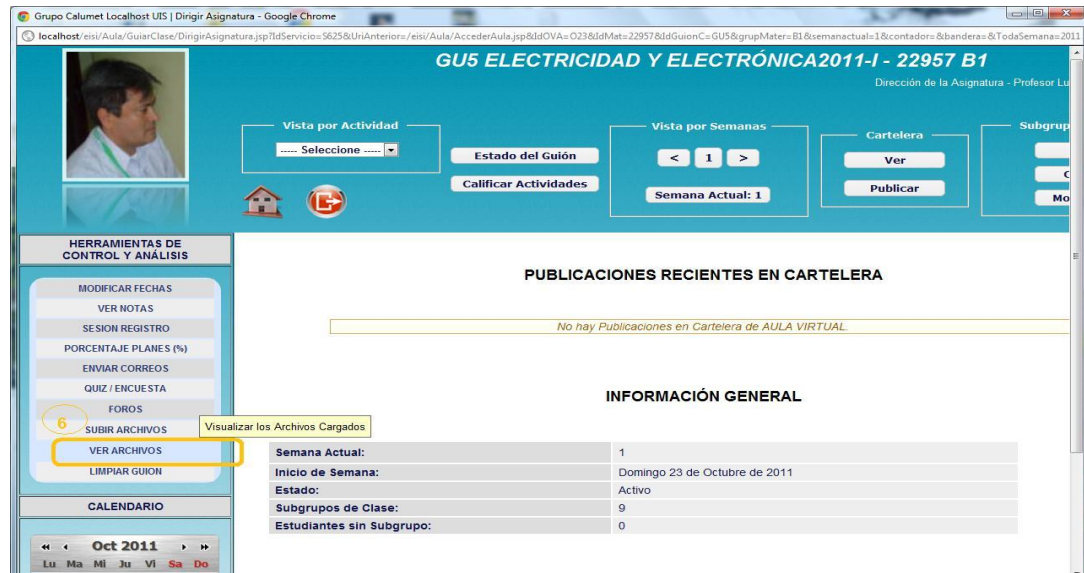 Grupo Calumet Localhost UIS | Dirigir Asignatura - Google Chrome
localhost/eisi/Aula/GuiarClase/DirigirAsignatura.jsp?IdServicio=S625&UriAnterior=/eisi/Aula/AccederAula.jsp&IdOVA=O23&IdMat=22957&IdGuionC=GU5&grupMater=B1&semanactual=1&contador=&bandera=&TodaSemana=2011
GU5 ELECTRICIDAD Y ELECTRÓNICA2011-I - 22957 B1
Dirección de la Asignatura - Profesor Lu
Vista por Actividad
----- Seleccione -----
Estado del Guión
Calificar Actividades
Vista por Semanas
< 1 >
Semana Actual: 1
Cartelera
Ver
Publicar
Subgrup
C
Mo
HERRAMIENTAS DE
CONTROL Y ANÁLISIS
MODIFICAR FECHAS
VER NOTAS
SESION REGISTRO
PORCENTAJE PLANES (%)
ENVIAR CORREOS
QUIZ / ENCUESTA
FOROS
6
SUBIR ARCHIVOS
Visualizar los Archivos Cargados
VER ARCHIVOS
LIMPIAR GUION
CALENDARIO
Oct 2011
Lu Ma Mi Ju Vi Sa Do
PUBLICACIONES RECIENTES EN CARTELERA
No hay Publicaciones en Cartelera de AULA VIRTUAL.
INFORMACIÓN GENERAL
Semana Actual: 1
Inicio de Semana: Domingo 23 de Octubre de 2011
Estado: Activo
Subgrupos de Clase: 9
Estudiantes sin Subgrupo: 0